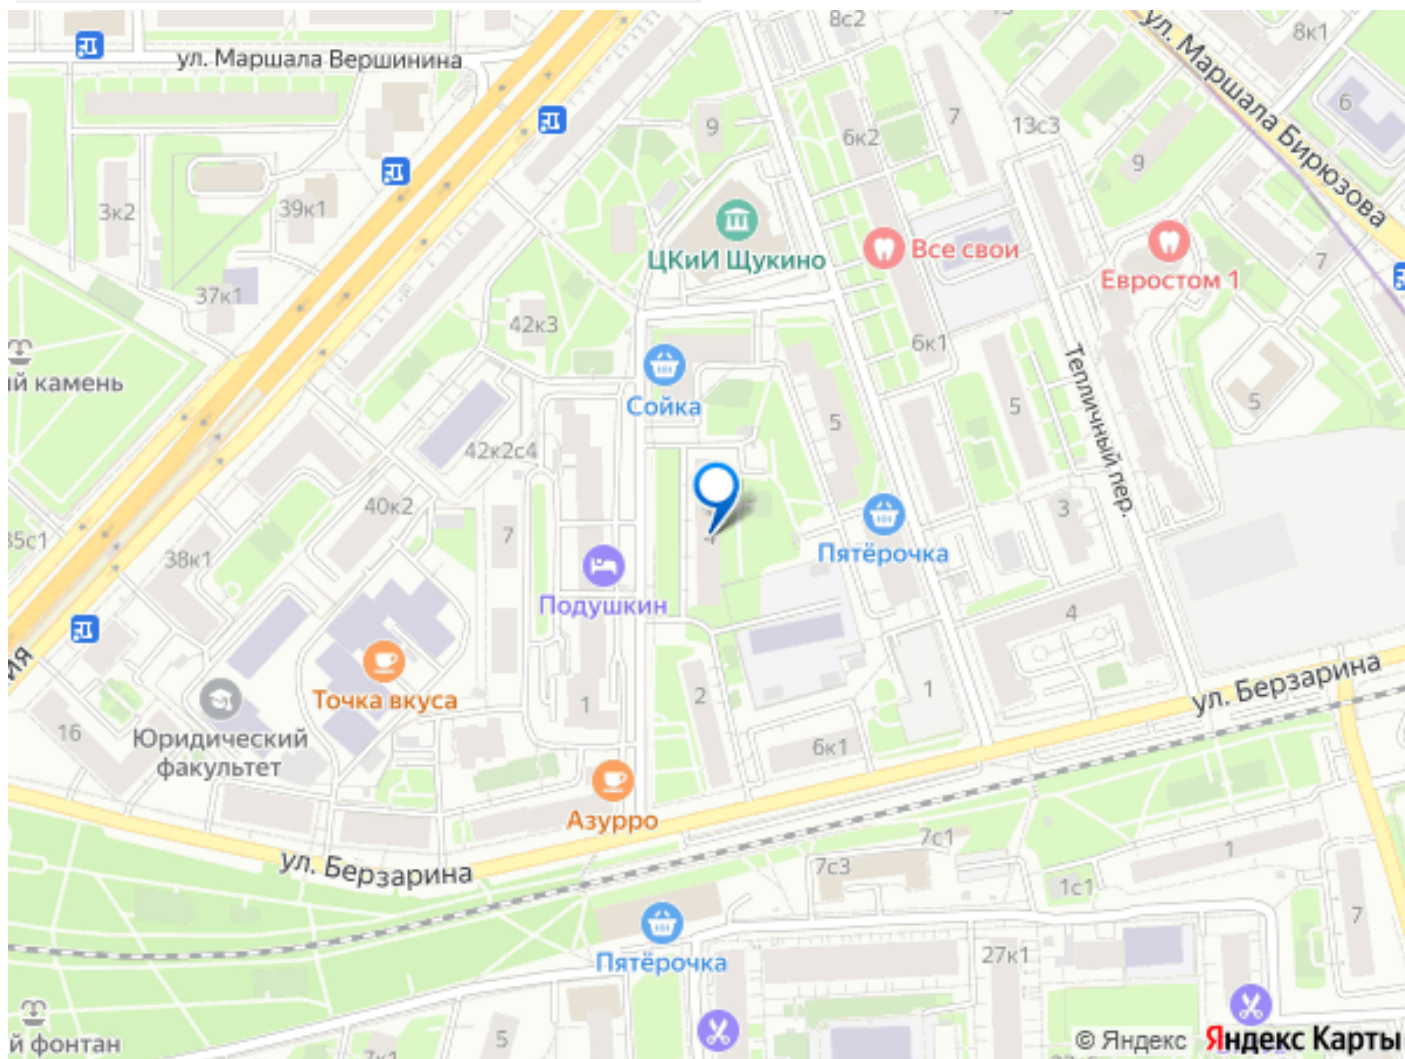 8с2
8к1
ул. Маршала Вершинина
ул. Маршала Бирюзова
6
9
6к2
7
13с3
9
3к2
39к1
ЦКиИ Щукино
Все свои
Евростом 1
7
37к1
42к3
6к1
й камень
Сойка
Тепличный пер.
5
5
5
42к2с4
40к2
7
4
Пятёрочка
3
35с1
38к1
Подушкин
4
ия
Точка вкуса
1
2
1
ул. Берзарина
16
Юридический
факультет
6к1
Азурро
ул. Берзарина
7с3
7с1
1
1с1
7
Пятёрочка
27к1
й фонтан
7к1
5
© Яндекс Яндекс Карты